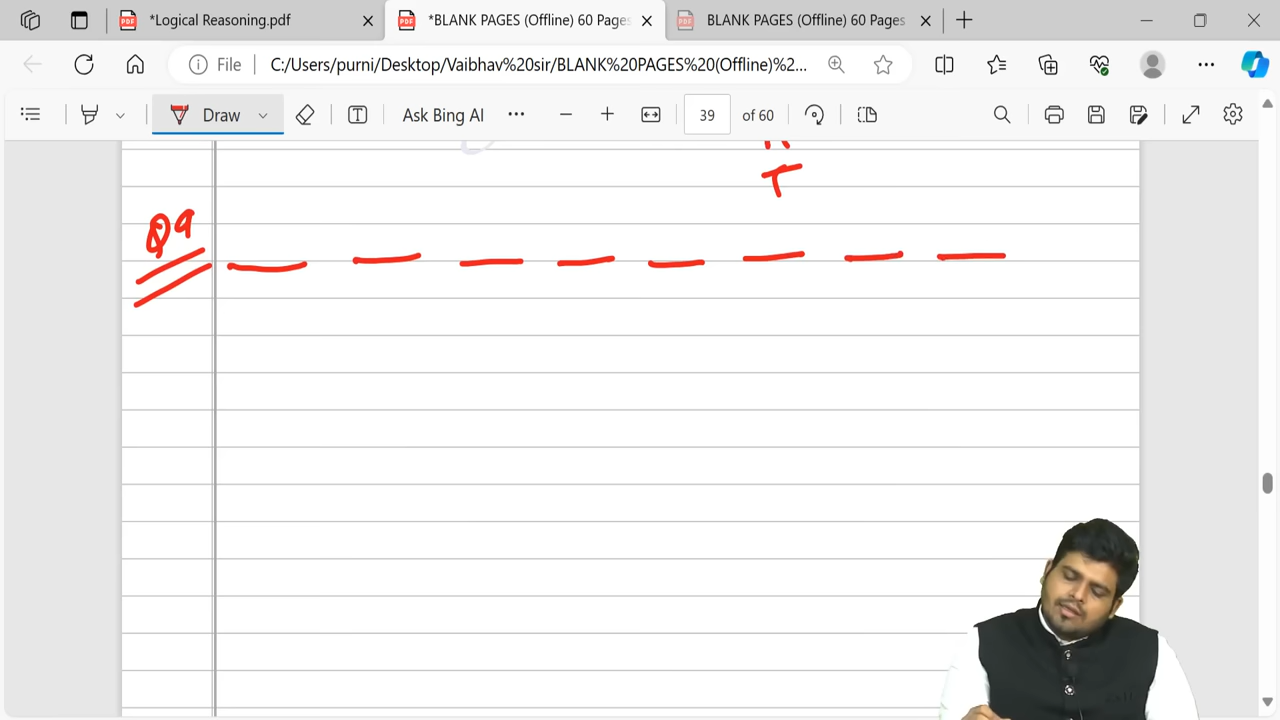 *Logical Reasoning.pdf
*BLANK PAGES (Offline) 60 Pages
BLANK PAGES (Offline) 60 Pages
File
C:/Users/purni/Desktop/Vaibhav%20sir/BLANK%20PAGES%20(Offline)%2...
Draw
Ask Bing AI
39
of 60
T
Q9